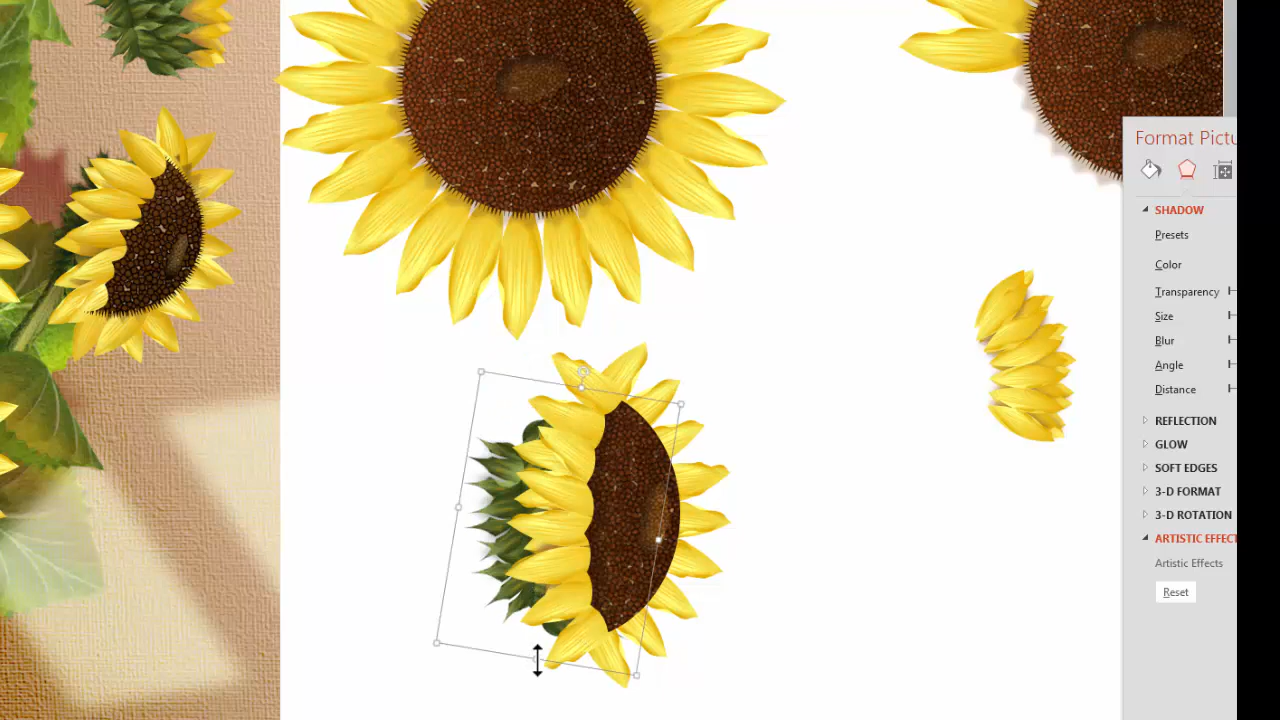 Format Pictu
SHADOW
Presets
Color
Transparency
Size
Blur
Angle
Distance
REFLECTION
GLOW
SOFT EDGES
3-D FORMAT
3-D ROTATION
ARTISTIC EFFECT
Artistic Effects
Reset